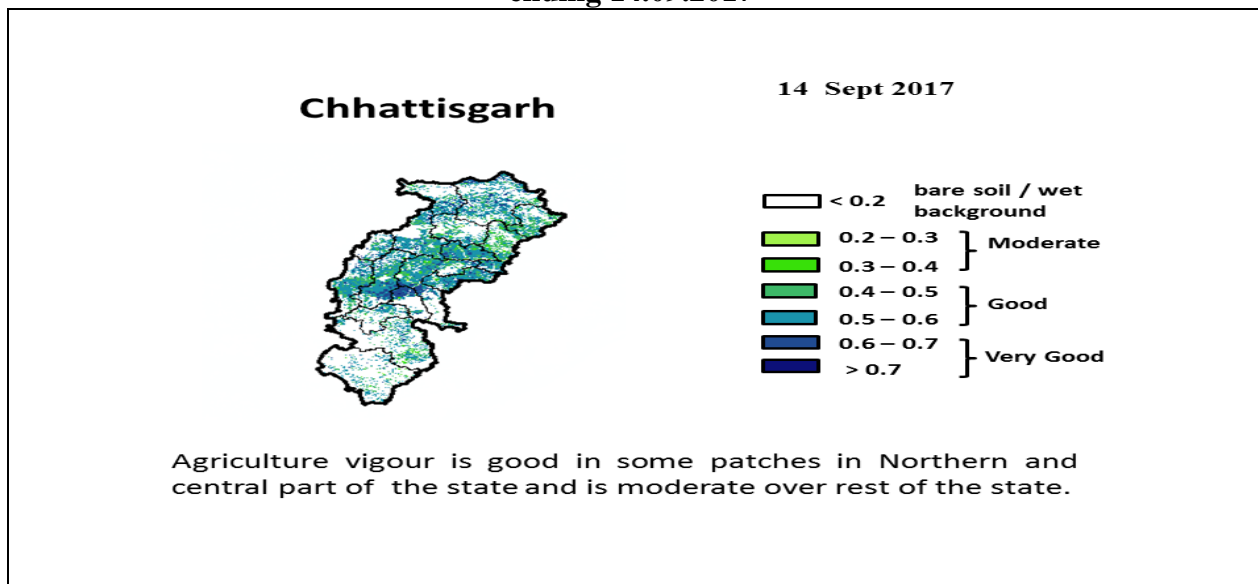 Chhattisgarh
14 Sept 2017
< 0.2 bare soil / wet
background
0.2 – 0.3
Moderate
0.3 – 0.4
0.4 – 0.5
Good
0.5 – 0.6
0.6 – 0.7
Very Good
> 0.7
Agriculture vigour is good in some patches in Northern and
central part of the state and is moderate over rest of the state.